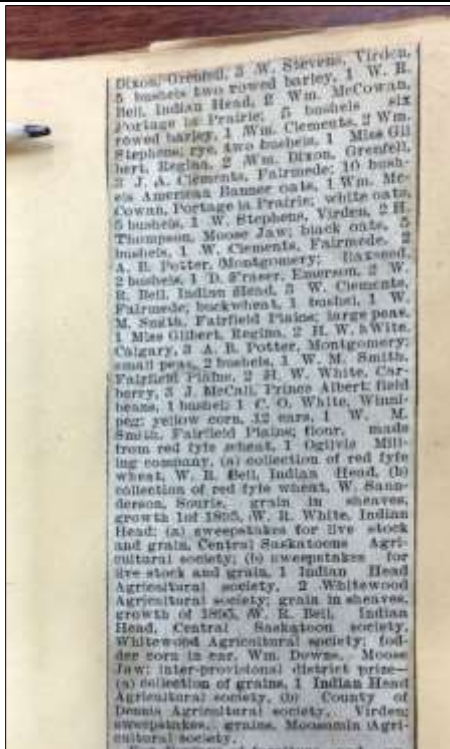 Dixon, Grenfell, 3 W. Stevens, Virden,
5 bushels two rowed barley, 1 W. R.
Bell, Indian Head, 2 Wm. McCowan,
Portage la Prairie; 5 bushels six
rowed barley, 1 Wm. Clements, 2 Wm.
Stephens; rye, two bushels, 1 Miss Gil
bert, Regina, 2 Wm. Dixon, Grenfell,
3 J. A. Clements, Fairmede; 10 bush-
els American Banner oats, 1 Wm. Mc-
Cowan, Portage la Prairie; white oats,
5 bushels, 1 W. Stephens, Virden, 2 H.
Thompson, Moose Jaw; black oats, 5
bushels, 1 W. Clements, Fairmede, 2
A. B. Potter, Montgomery; flaxseed,
2 bushels, 1 D. Fraser, Emerson, 2 W.
R. Bell, Indian Head, 3 W. Clements,
Fairmede; buckwheat, 1 bushel, 1 W.
M. Smith, Fairfield Plains; large peas,
1 Miss Gilbert, Regina, 2 H. W. hWite,
Calgary, 3 A. B. Potter, Montgomery;
small peas, 2 bushels, 1 W. M. Smith,
Fairfield Plains, 2 H. W. White, Car-
berry, 3 J. McCall, Prince Albert; field
beans, 1 bushel; 1 C. O. White, Winni-
peg; yellow corn, 12 ears, 1 W. M.
Smith, Fairfield Plains; flour, made
from red fyfe wheat, 1 Ogilvie Mill-
ing company, (a) collection of red fyfe
wheat, W. R. Bell, Indian Head, (b)
collection of red fyfe wheat, W. Saun-
derson, Souris, grain in sheaves,
growth 1of 1895, W. R. White, Indian
Head; (a) sweepstakes for live stock
and grain, Central Saskatoons Agri-
cultural society; (b) sweepstakes for
live stock and grain, 1 Indian Head
Agricultural society, 2 Whitewood
Agricultural society; grain in sheaves,
growth of 1895, W. R. Bell, Indian
Head, Central Saskatoon society,
Whitewood Agricultural society; fod-
der corn in ear, Wm. Downs, Moose
Jaw; inter-provincial district prize—
(a) collection of grains, 1 Indian Head
Agricultural society, (b) County of
Dennis Agricultural society, Virden;
sweepstakes, grains, Moosomin Agri-
cultural society.